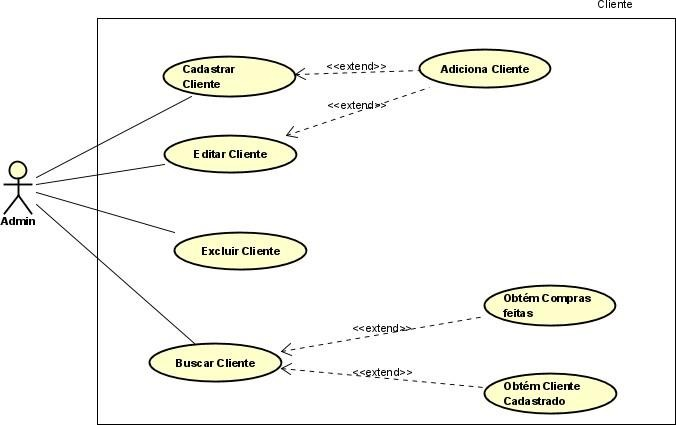 Cliente
Cadastrar
Cliente
<<extend>>
Adiciona Cliente
<<extend>>
Editar Cliente
Admin
Excluir Cliente
Obtém Compras
feitas
<<extend>>
Buscar Cliente
<<extend>>
Obtém Cliente
Cadastrado